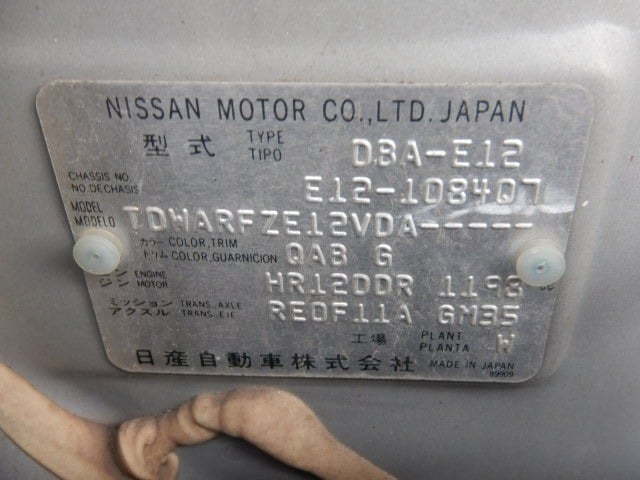 NISSAN MOTOR CO.,LTD. JAPAN
型式 TYPE TIPO DBA-E12
CHASSIS NO. NO.DECHASIS E12-108407
MODEL MODELO TDWARFZE12VDA-----
カラー COLOR,TRIM トリム COLOR,GUARNICION QAB G
ジン ENGINE MOTOR HR12DDR 1198 cc
ミッション TRANS.,AXLE アクスル TRANS.,EJE RE0F11A GM35
工場 PLANT PLANTA W
日産自動車株式会社 MADE IN JAPAN
89909